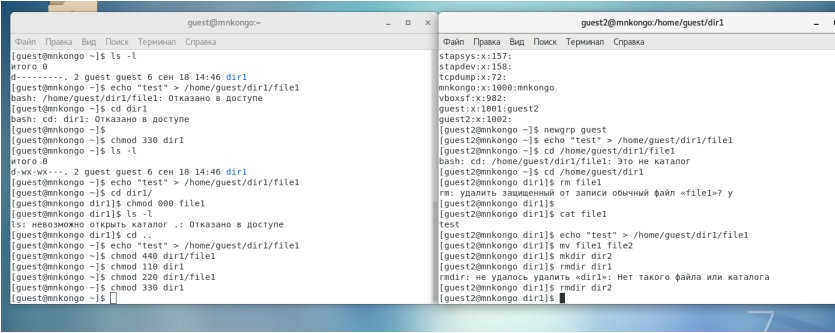 guest@mnkongo:~
Файл Правка Вид Поиск Терминал Справка
[guest@mnkongo ~]$ ls -l
итого 0
d---------. 2 guest guest 6 сен 18 14:46 dir1
[guest@mnkongo ~]$ echo "test" > /home/guest/dir1/file1
bash: /home/guest/dir1/file1: Отказано в доступе
[guest@mnkongo ~]$ cd dir1
bash: cd: dir1: Отказано в доступе
[guest@mnkongo ~]$
[guest@mnkongo ~]$ chmod 330 dir1
[guest@mnkongo ~]$ ls -l
итого 0
d-wx-wx---. 2 guest guest 6 сен 18 14:46 dir1
[guest@mnkongo ~]$ echo "test" > /home/guest/dir1/file1
[guest@mnkongo ~]$ cd dir1/
[guest@mnkongo dir1]$ chmod 000 file1
[guest@mnkongo dir1]$ ls -l
ls: невозможно открыть каталог .: Отказано в доступе
[guest@mnkongo dir1]$ cd ..
[guest@mnkongo ~]$ echo "test" > /home/guest/dir1/file1
[guest@mnkongo ~]$ chmod 440 dir1/file1
[guest@mnkongo ~]$ chmod 110 dir1
[guest@mnkongo ~]$ chmod 220 dir1/file1
[guest@mnkongo ~]$ chmod 330 dir1
[guest@mnkongo ~]$
guest2@mnkongo:/home/guest/dir1
Файл Правка Вид Поиск Терминал Справка
stapsys:x:157:
stapdev:x:158:
tcpdump:x:72:
mnkongo:x:1000:mnkongo
vboxsf:x:982:
guest:x:1001:guest2
guest2:x:1002:
[guest2@mnkongo ~]$ newgrp guest
[guest2@mnkongo ~]$ echo "test" > /home/guest/dir1/file1
[guest2@mnkongo ~]$ cd /home/guest/dir1/file1
bash: cd: /home/guest/dir1/file1: Это не каталог
[guest2@mnkongo ~]$ cd /home/guest/dir1
[guest2@mnkongo dir1]$ rm file1
rm: удалить защищенный от записи обычный файл «file1»? y
[guest2@mnkongo dir1]$
[guest2@mnkongo dir1]$ cat file1
test
[guest2@mnkongo dir1]$ echo "test" > /home/guest/dir1/file1
[guest2@mnkongo dir1]$ mv file1 file2
[guest2@mnkongo dir1]$ mkdir dir2
[guest2@mnkongo dir1]$ rmdir dir1
rmdir: не удалось удалить «dir1»: Нет такого файла или каталога
[guest2@mnkongo dir1]$ rmdir dir2
[guest2@mnkongo dir1]$
7